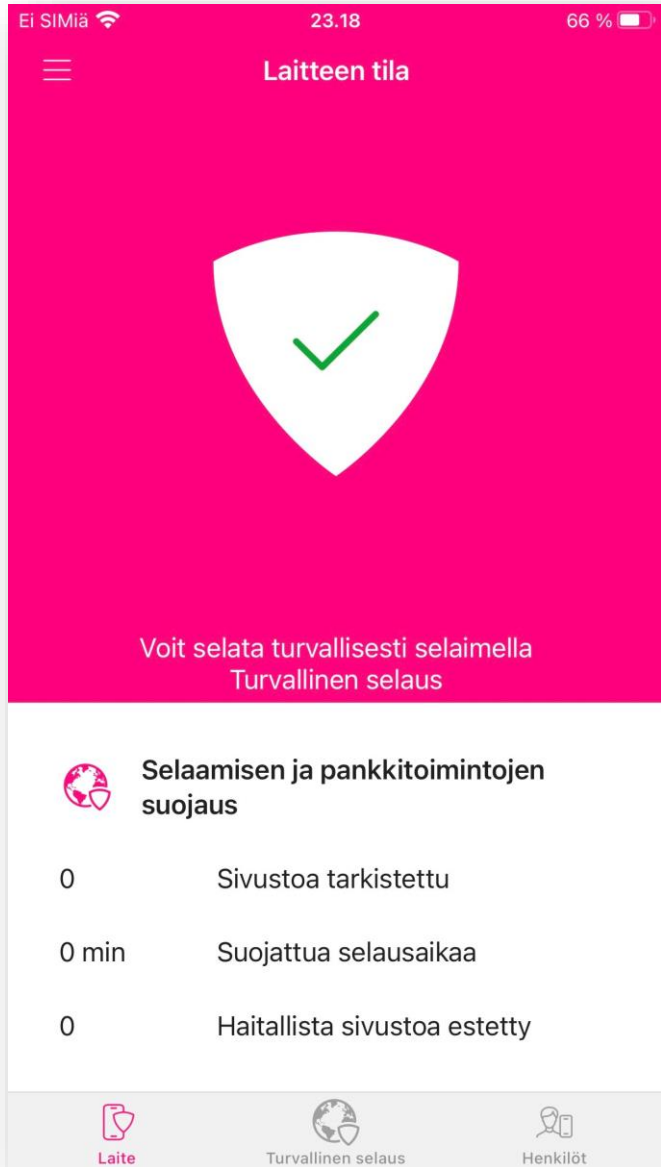 Ei SIMiä 23.18 66 %
Laitteen tila
Voit selata turvallisesti selaimella
Turvallinen selaus
Selaamisen ja pankkitoimintojen
suojaus
0 Sivustoa tarkistettu
0 min Suojattua selausaikaa
0 Haitallista sivustoa estetty
Laite Turvallinen selaus Henkilöt